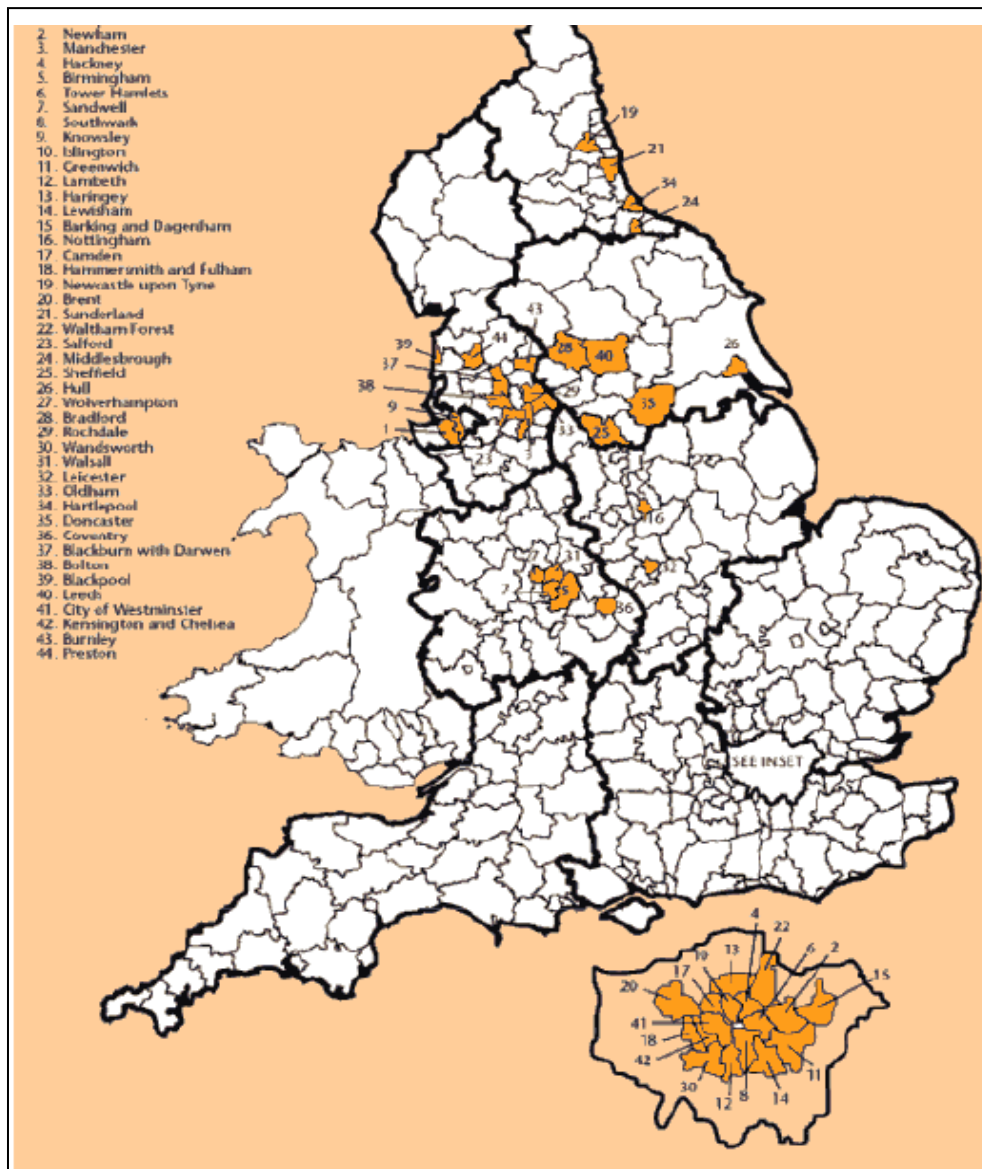 2. Newham
3. Manchester
4. Hackney
5. Birmingham
6. Tower Hamlets
7. Sandwell
8. Southwark
9. Knowsley
10. Islington
11. Greenwich
12. Lambeth
13. Haringey
14. Lewisham
15 Barking and Dagenham
16. Nottingham
17. Camden
18. Hammersmith and Fulham
19. Newcastle upon Tyne
20. Brent
21. Sunderland
22. Waltham Forest
23. Salford
24. Middlesbrough
25. Sheffield
26. Hull
27. Wolverhampton
28. Bradford
29. Rochdale
30. Wandsworth
31. Walsall
32. Leicester
33. Oldham
34. Hartlepool
35. Doncaster
36. Coventry
37. Blackburn with Darwen
38. Bolton
39. Blackpool
40. Leeds
41. City of Westminster
42. Kensington and Chelsea
43. Burnley
44. Preston
19
21
34
24
43
39
44
28
40
26
37
38
29
35
9
1
33
25
23
3
16
31
7
36
SEE INSET
4
22
13
6
2
17
15
20
41
18
42
30
12
8
14
11